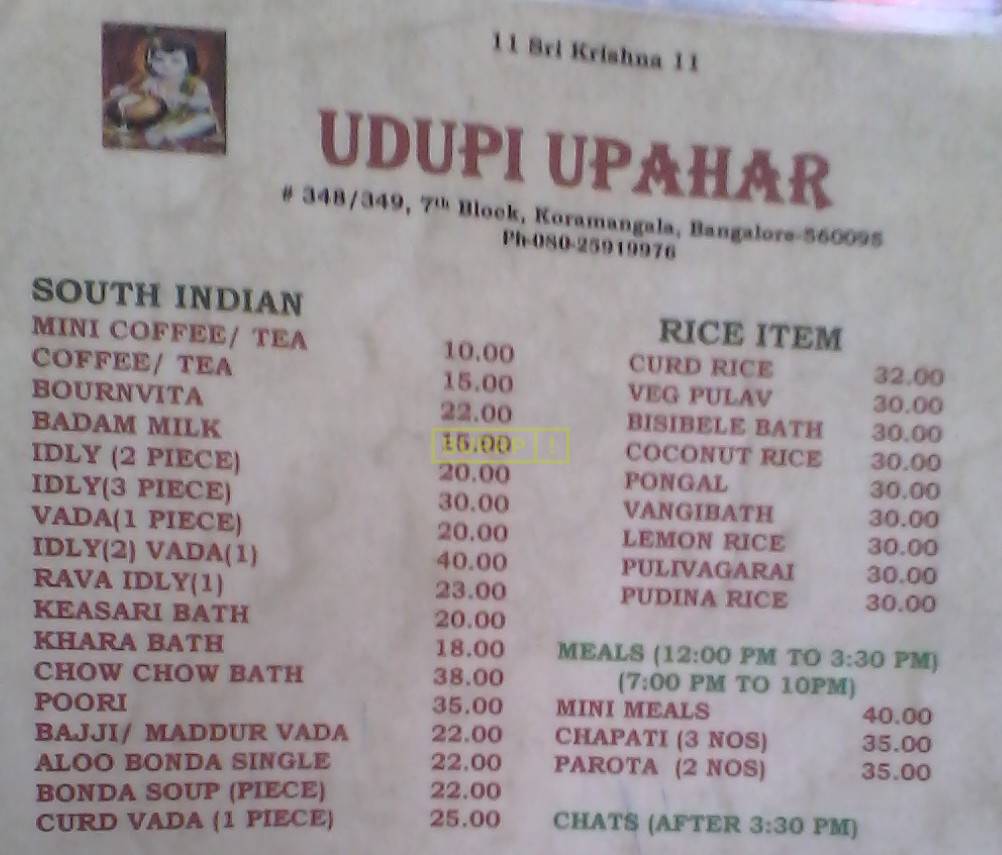 11 Sri Krishna 11
UDUPI UPAHAR
# 348/349, 7th Block, Koramangala, Bangalore-560095
Ph-080-25919976
SOUTH INDIAN
MINI COFFEE/ TEA 10.00
COFFEE/ TEA 15.00
BOURNVITA 22.00
BADAM MILK 15.00
IDLY (2 PIECE) 20.00
IDLY(3 PIECE) 30.00
VADA(1 PIECE) 20.00
IDLY(2) VADA(1) 40.00
RAVA IDLY(1) 23.00
KEASARI BATH 20.00
KHARA BATH 18.00
CHOW CHOW BATH 38.00
POORI 35.00
BAJJI/ MADDUR VADA 22.00
ALOO BONDA SINGLE 22.00
BONDA SOUP (PIECE) 22.00
CURD VADA (1 PIECE) 25.00
RICE ITEM
CURD RICE 32.00
VEG PULAV 30.00
BISIBELE BATH 30.00
COCONUT RICE 30.00
PONGAL 30.00
VANGIBATH 30.00
LEMON RICE 30.00
PULIVAGARAI 30.00
PUDINA RICE 30.00
MEALS (12:00 PM TO 3:30 PM)
(7:00 PM TO 10PM)
MINI MEALS 40.00
CHAPATI (3 NOS) 35.00
PAROTA (2 NOS) 35.00
CHATS (AFTER 3:30 PM)